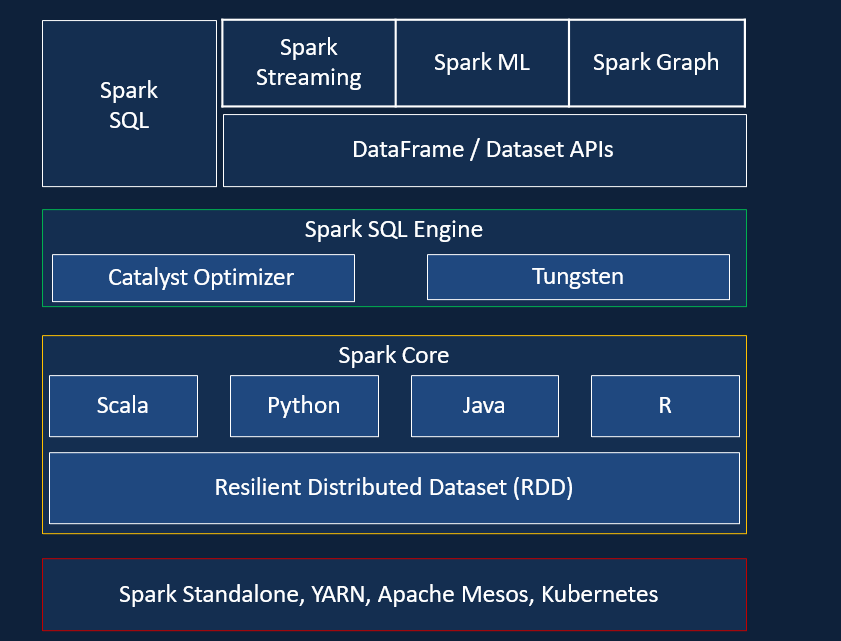 Spark
SQL
Spark
Streaming
Spark ML
Spark Graph
DataFrame / Dataset APIs
Spark SQL Engine
Catalyst Optimizer
Tungsten
Spark Core
Scala
Python
Java
R
Resilient Distributed Dataset (RDD)
Spark Standalone, YARN, Apache Mesos, Kubernetes